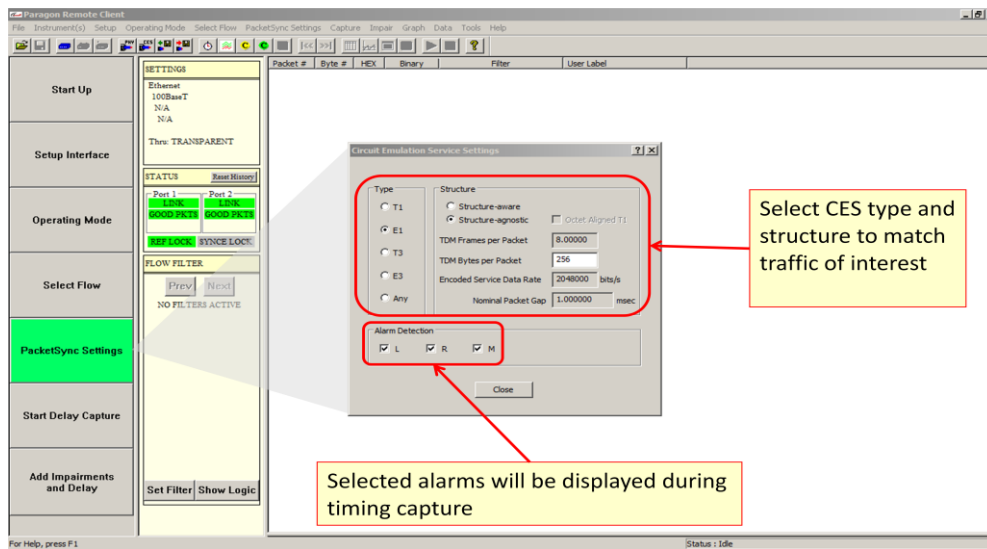 Paragon Remote Client
File Instrument(s) Setup Operating Mode Select Flow PacketSync Settings Capture Impair Graph Data Tools Help
Start Up
Setup Interface
Operating Mode
Select Flow
PacketSync Settings
Start Delay Capture
Add Impairments
and Delay
SETTINGS
Ethernet
100BaseT
N/A
N/A
Thru: TRANSPARENT
STATUS Reset History
Port 1 Port 2
LINK LINK
GOOD PKTS GOOD PKTS
REF LOCK SYNCE LOCK
FLOW FILTER
Prev Next
NO FILTERS ACTIVE
Set Filter Show Logic
Packet # Byte # HEX Binary Filter User Label
Circuit Emulation Service Settings
Type
T1
E1
T3
E3
Any
Structure
Structure-aware
Structure-agnostic Octet Aligned T1
TDM Frames per Packet 8.00000
TDM Bytes per Packet 256
Encoded Service Data Rate 2048000 bits/s
Nominal Packet Gap 1.000000 msec
Alarm Detection
L R M
Close
Select CES type and
structure to match
traffic of interest
Selected alarms will be displayed during
timing capture
For Help, press F1
Status : Idle